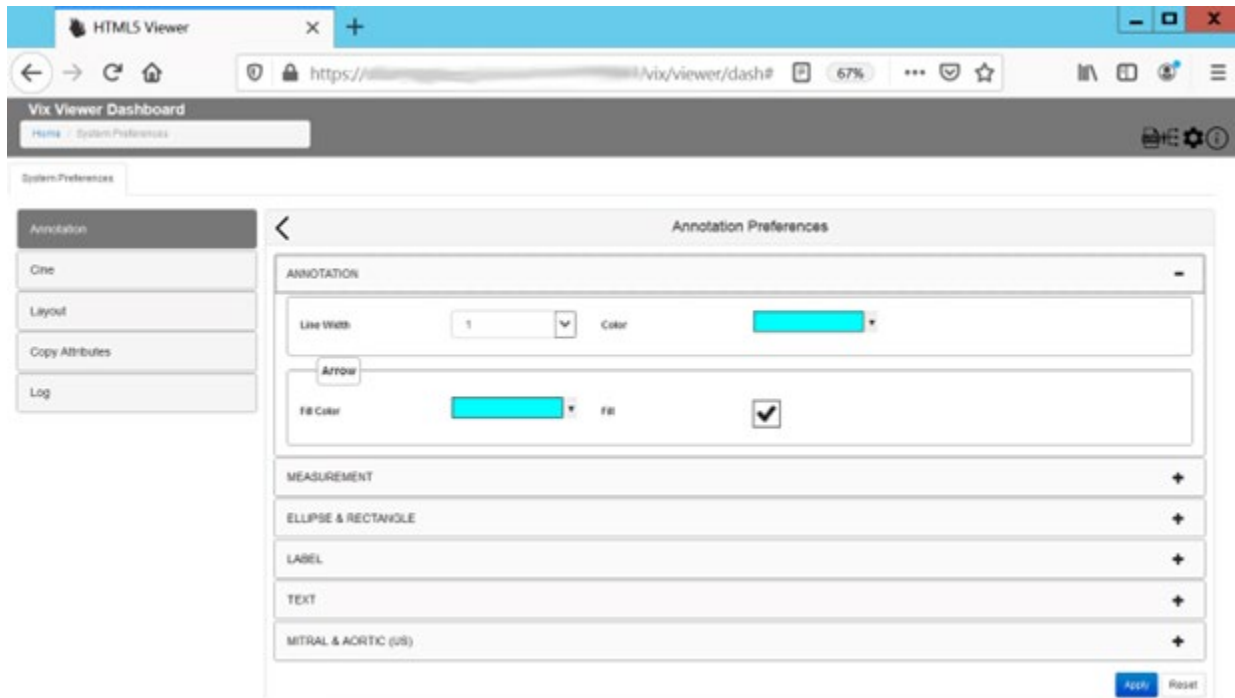 HTML5 Viewer
https:// /vix/viewer/dash# 67%
Vix Viewer Dashboard
Home / System Preferences
System Preferences
Annotation
Cine
Layout
Copy Attributes
Log
Annotation Preferences
ANNOTATION
Line Width 1 Color
Arrow
Fill Color Fill
MEASUREMENT
ELLIPSE & RECTANGLE
LABEL
TEXT
MITRAL & AORTIC (US)
Apply Reset